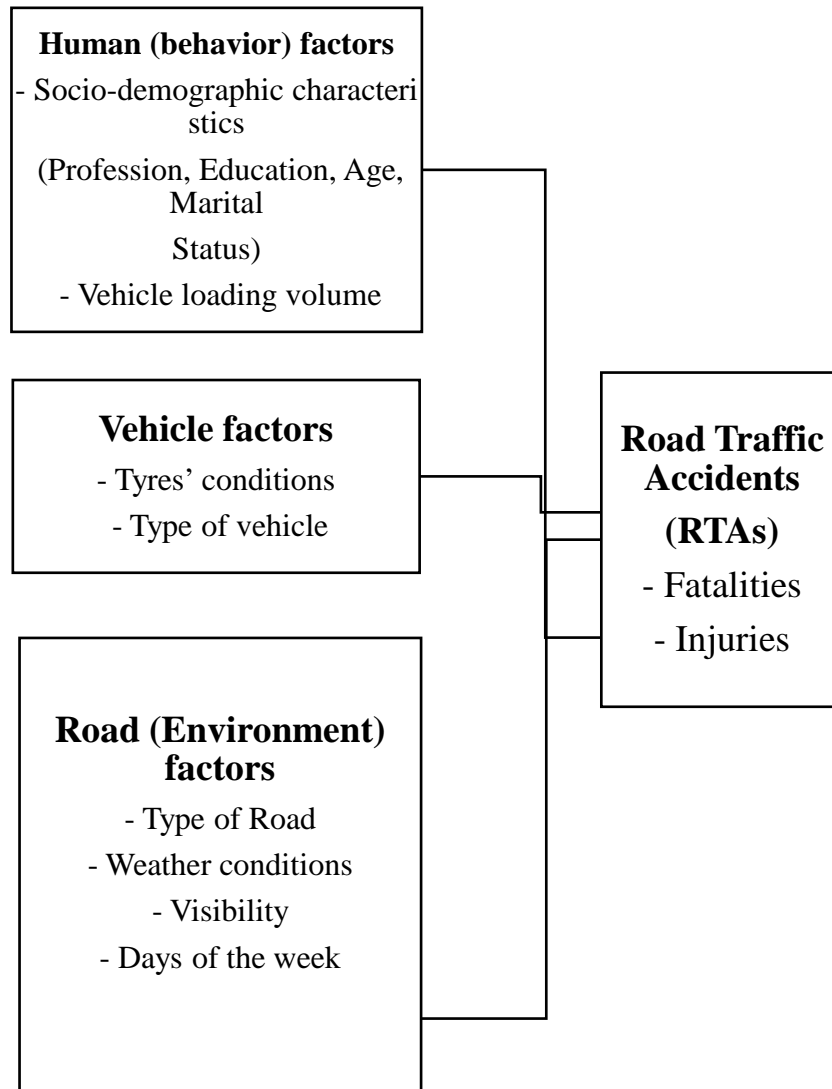 Human (behavior) factors
- Socio-demographic characteri
stics
(Profession, Education, Age,
Marital
Status)
- Vehicle loading volume
Vehicle factors
- Tyres’ conditions
- Type of vehicle
Road (Environment)
factors
- Type of Road
- Weather conditions
- Visibility
- Days of the week
Road Traffic
Accidents
(RTAs)
- Fatalities
- Injuries